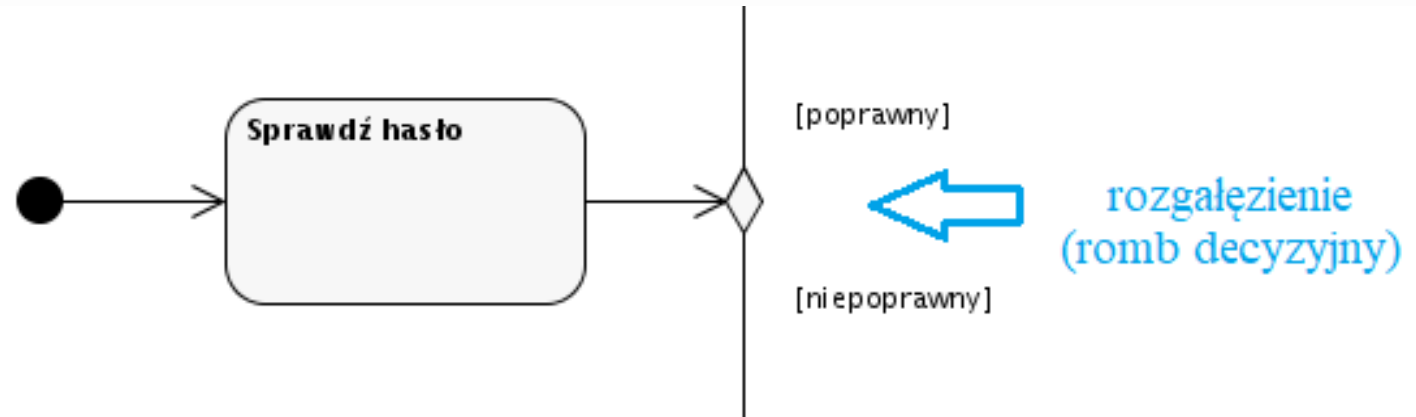 Sprawdź hasło
[poprawny]
rozgałęzienie
(romb decyzyjny)
[niepoprawny]